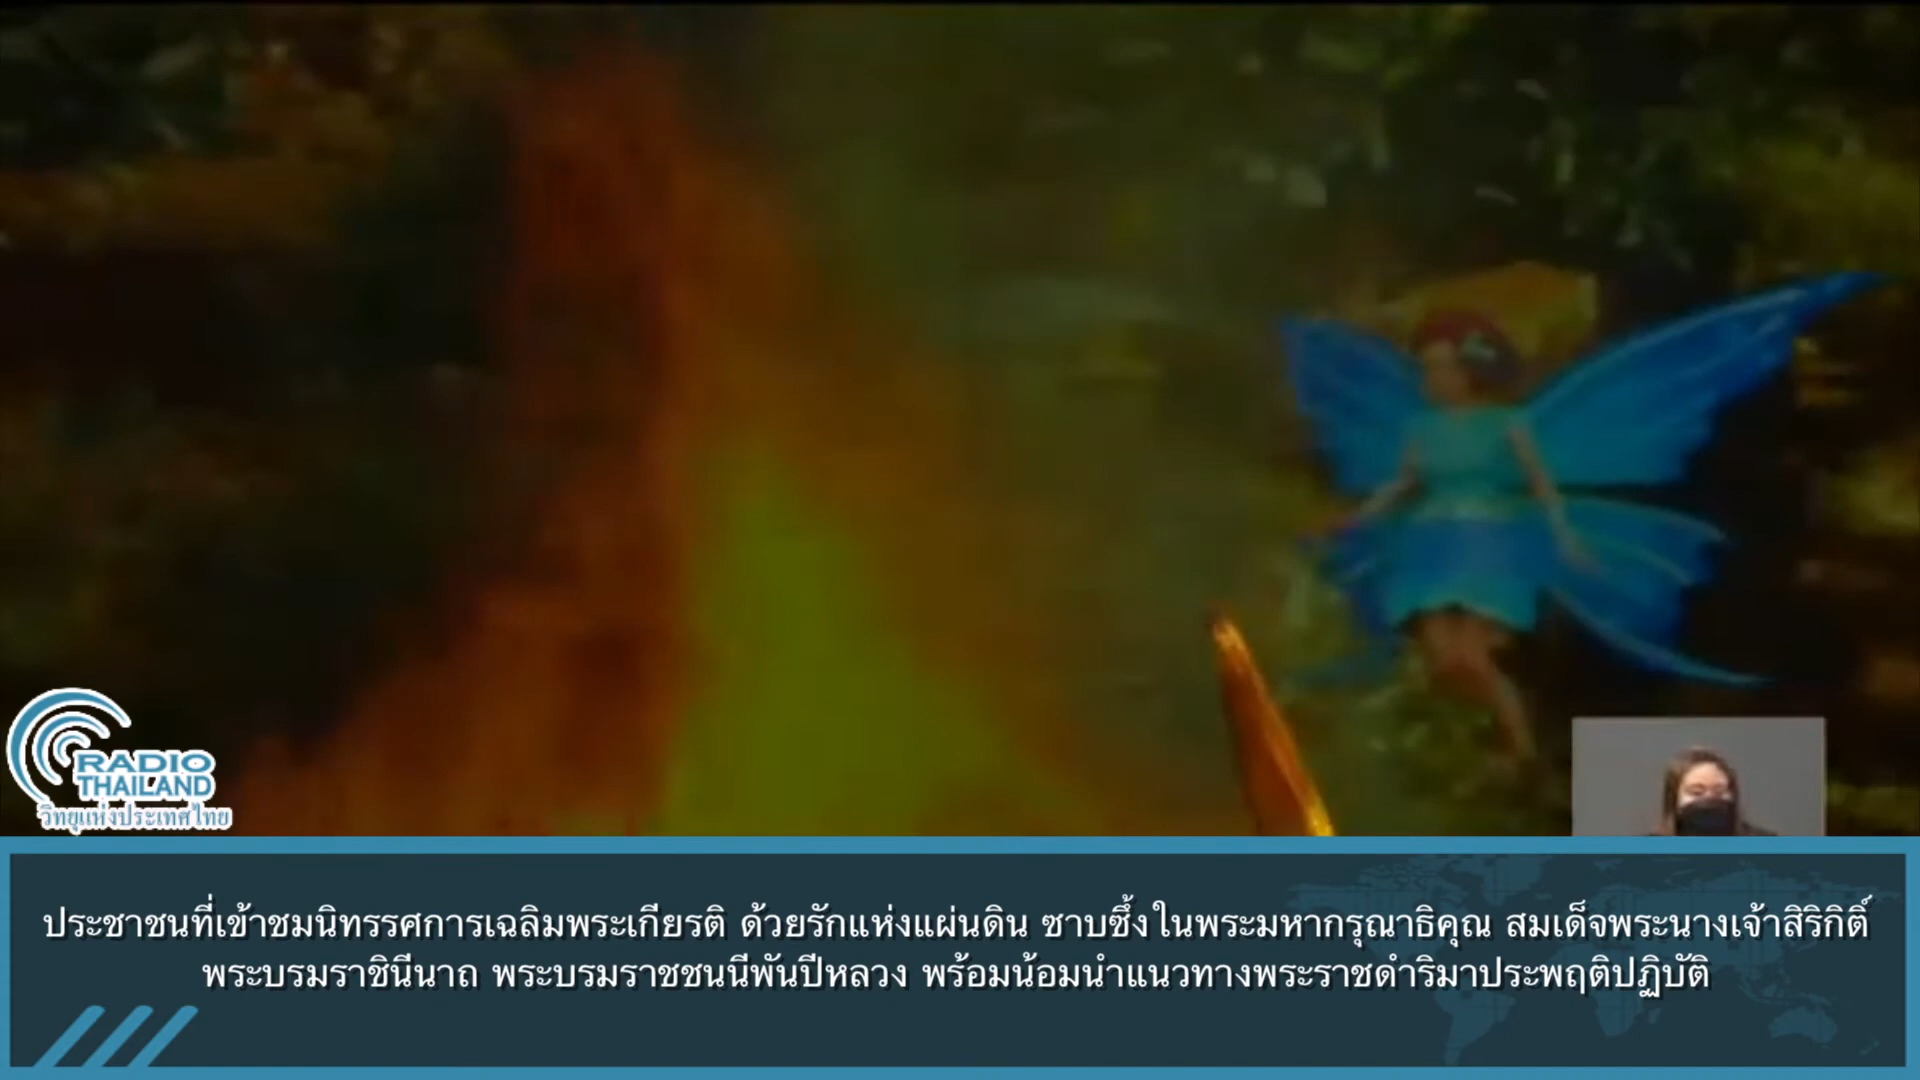 RADIO
THAILAND
วิทยุแห่งประเทศไทย
ประชาชนที่เข้าชมนิทรรศการเฉลิมพระเกียรติ ด้วยรักแห่งแผ่นดิน ซาบซึ้งในพระมหากรุณาธิคุณ สมเด็จพระนางเจ้าสิริกิติ์
พระบรมราชินีนาถ พระบรมราชชนนีพันปีหลวง พร้อมน้อมนำแนวทางพระราชดำริมาประพฤติปฏิบัติ